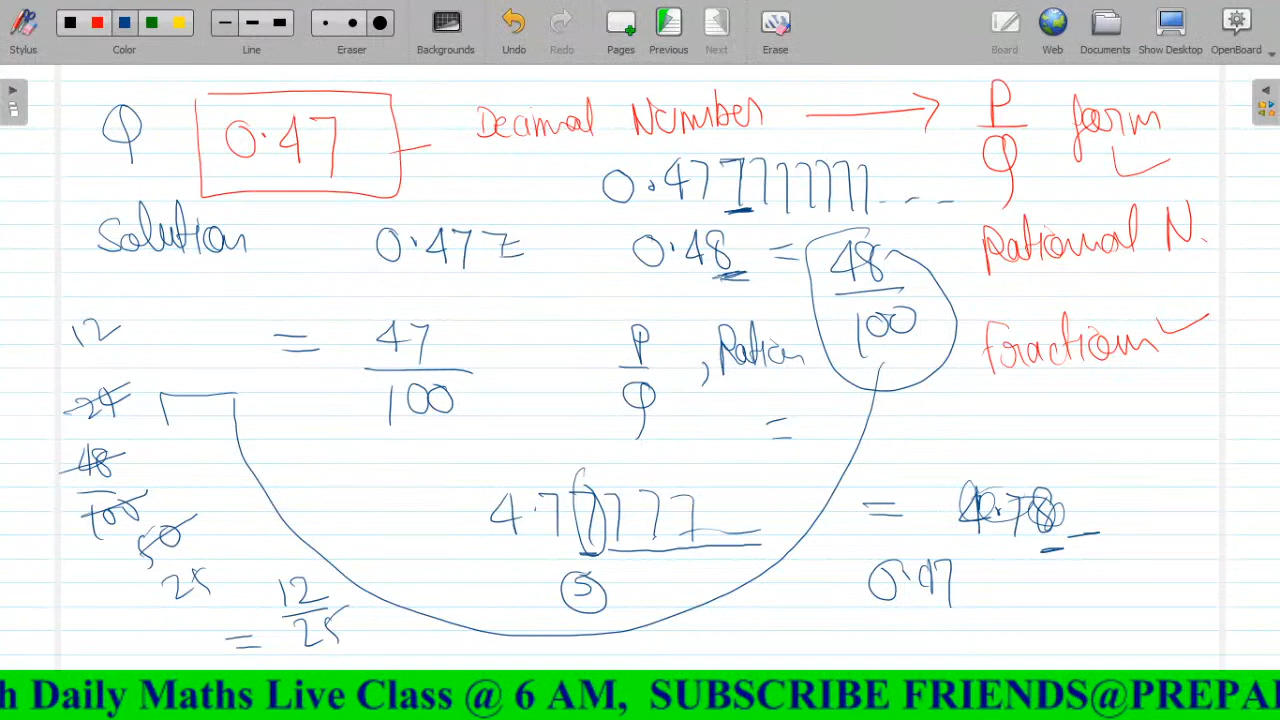 Stylus Color Line Eraser Backgrounds Undo Redo Pages Previous Next Erase Board Web Documents Show Desktop OpenBoard
Q 0.47 Decimal Number → P/Q form
0.477777777...
Solution 0.477 0.48 = 48/100 Rational N.
12 = 47/100 P/Q , Ration Fraction
24 =
48/100 4.77777 = 4.78
50 5 0.47
25 = 12/25
h Daily Maths Live Class @ 6 AM, SUBSCRIBE FRIENDS@PREPA